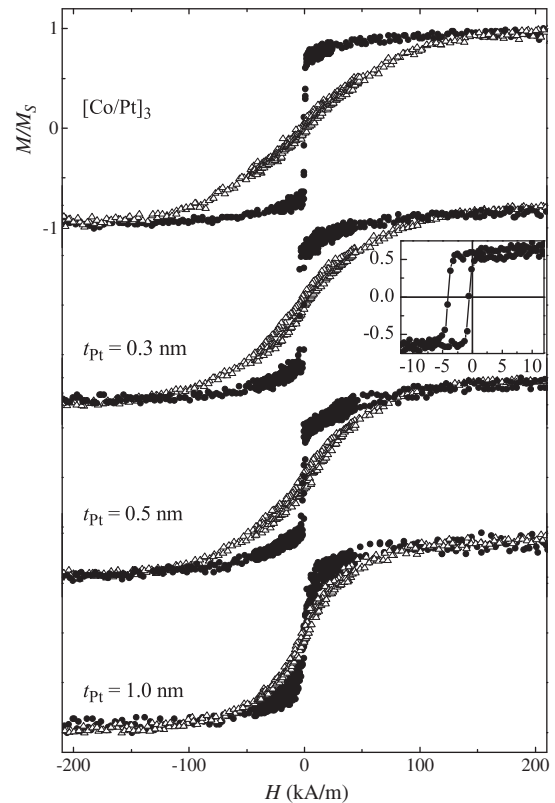 1
[Co/Pt]3
M/MS
0
-1
0.5
0.0
-0.5
-10 -5 0 5 10
tPt = 0.3 nm
tPt = 0.5 nm
tPt = 1.0 nm
-200 -100 0 100 200
H (kA/m)